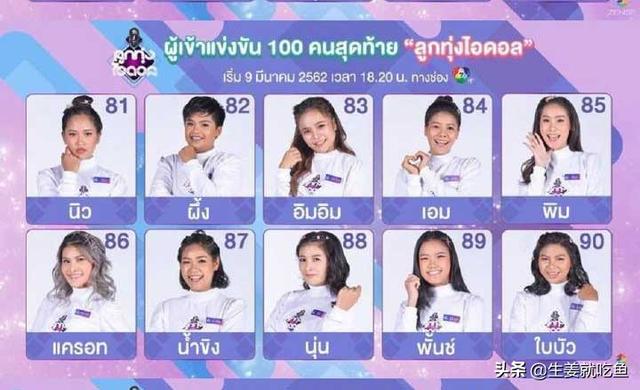 ZENSE
ลูกทุ่ง
ไอดอล
ผู้เข้าแข่งขัน 100 คนสุดท้าย “ลูกทุ่งไอดอล”
เริ่ม 9 มีนาคม 2562 เวลา 18.20 น. ทางช่อง 7
81 82 83 84 85
นิว ผึ้ง อิมอิม เอม พิม
86 87 88 89 90
แครอท น้ำขิง นุ่น พั้นช์ ใบบัว
头条 @生姜就吃鱼